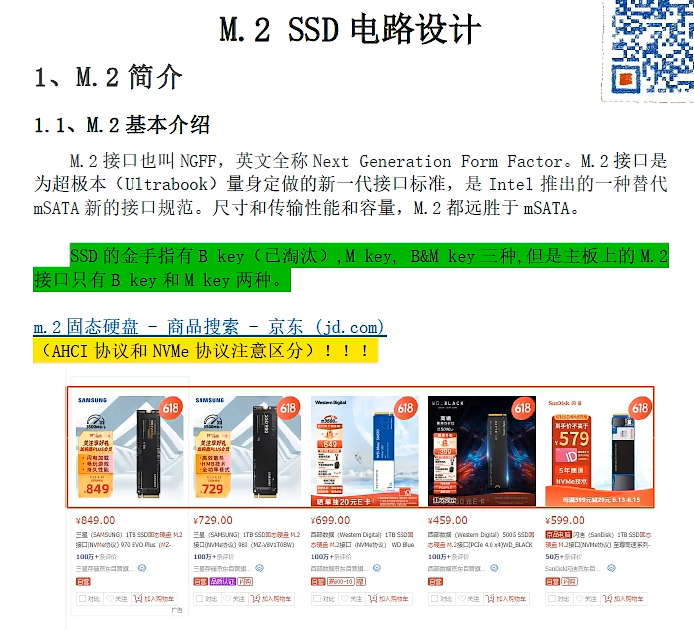 M.2 SSD 电路设计
1、M.2 简介
1.1、M.2 基本介绍
M.2 接口也叫 NGFF，英文全称 Next Generation Form Factor。M.2 接口是
为超极本（Ultrabook）量身定做的新一代接口标准，是 Intel 推出的一种替代
mSATA 新的接口规范。尺寸和传输性能和容量，M.2 都远胜于 mSATA。
SSD 的金手指有 B key（已淘汰）,M key, B&M key 三种,但是主板上的 M.2
接口只有 B key 和 M key 两种。
m.2 固态硬盘 - 商品搜索 - 京东 (jd.com)
（AHCI 协议和 NVMe 协议注意区分）！！！
SAMSUNG 618 SAMSUNG 618 Western Digital 618 WD_BLACK 618 SanDisk 618
849 729 649 579
5年质保
NVMe技术
晒单抽20元E卡
¥849.00 ¥729.00 ¥699.00 ¥459.00 ¥599.00
三星（SAMSUNG）1TB SSD固态硬盘 M.2 三星（SAMSUNG）1TB SSD固态硬盘 M.2 西部数据（Western Digital）1TB SSD固 西部数据（Western Digital）500G SSD固 京品电脑 闪迪（SanDisk）1TB SSD固
接口(NVMe协议) 970 EVO Plus（MZ- 接口(NVMe协议) 980（MZ-V8V1T0BW） 态硬盘 M.2接口（NVMe协议） WD Blue 态硬盘 M.2接口(PCIe 4.0 x4)WD_BLACK 态硬盘 M.2接口(NVMe协议) 至尊高速系列-
100万+条评价 100万+条评价 100万+条评价 100万+条评价 50万+条评价
三星存储京东自营旗... 三星存储京东自营旗... 西部数据京东自营旗... 西部数据京东自营旗... SanDisk闪迪京东自...
自营 自营 自营 满600-10 赠 自营 自营 闪购
对比 关注 加入购物车 对比 关注 加入购物车 对比 关注 加入购物车 对比 关注 加入购物车 对比 关注 加入购物车
广告